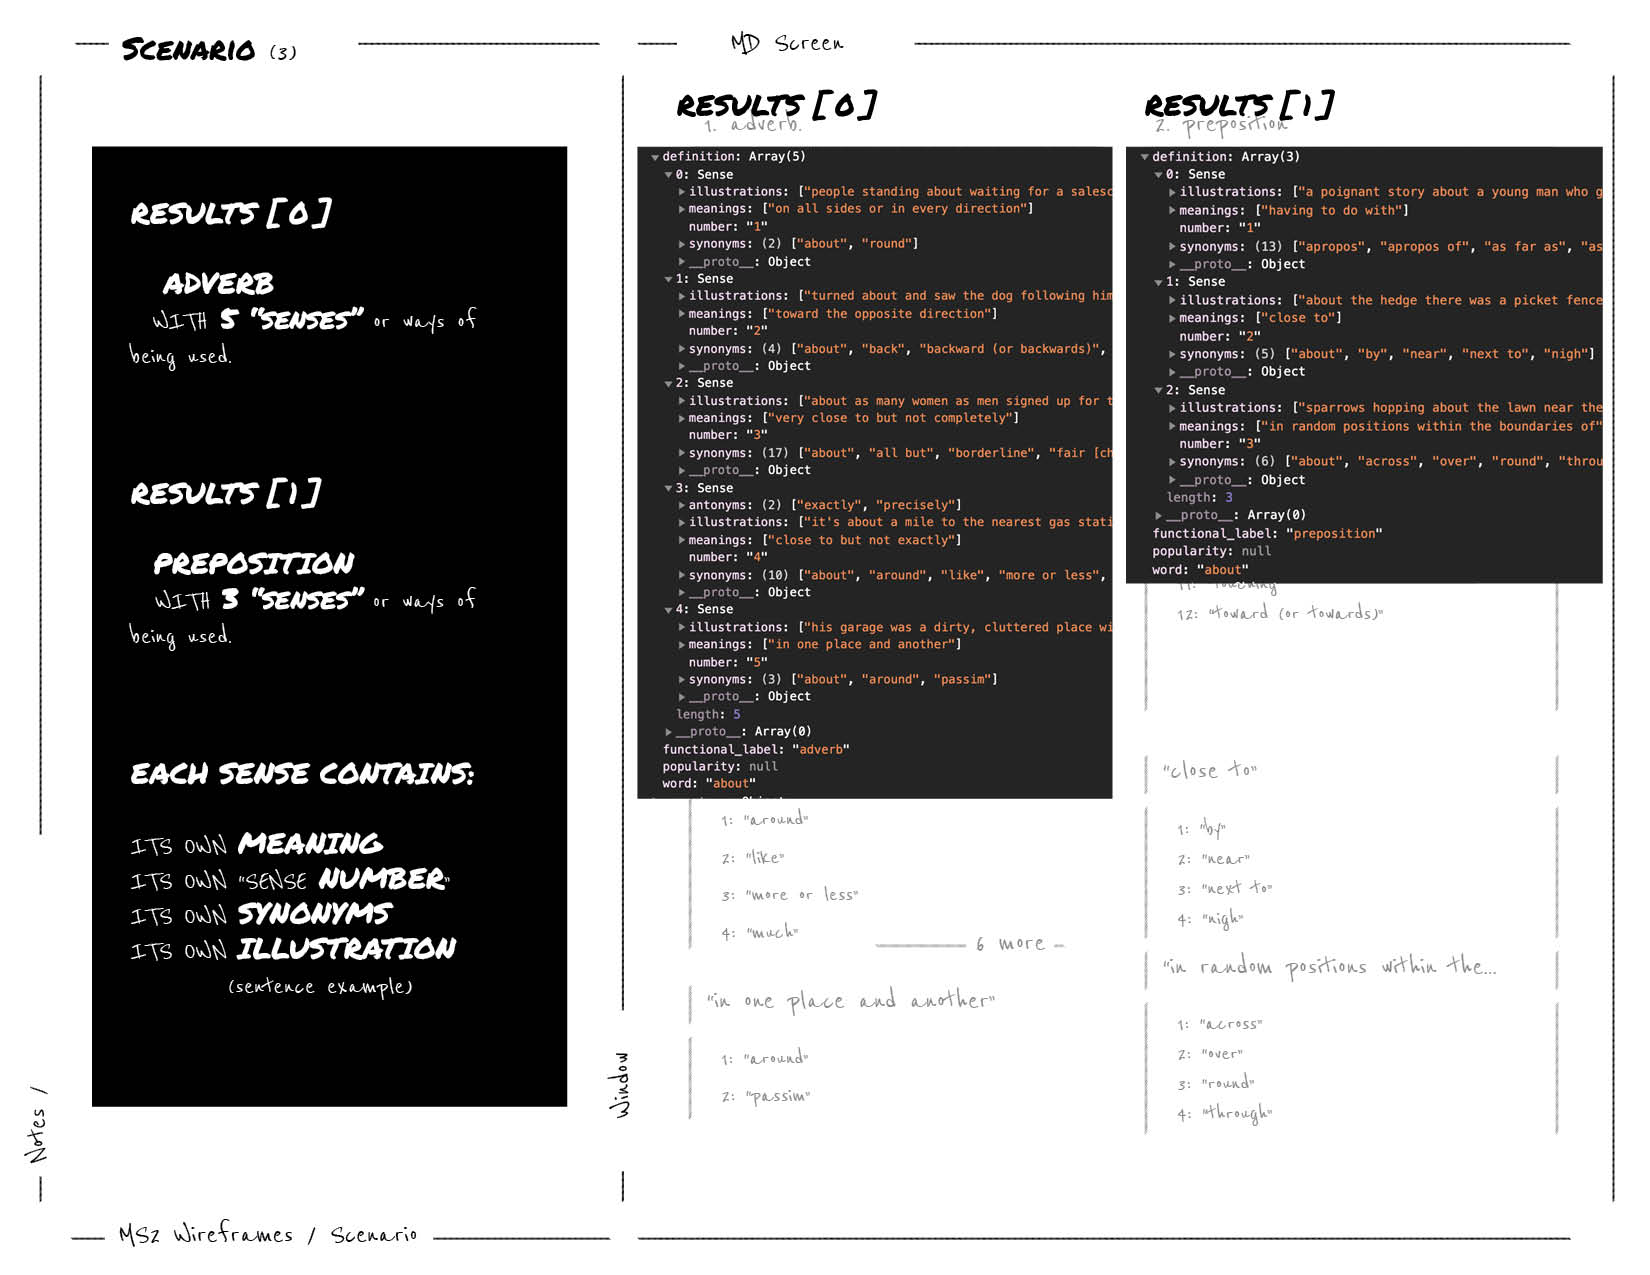 SCENARIO (3)
RESULTS [0]
ADVERB
WITH 5 "SENSES" or ways of
being used.
RESULTS [1]
PREPOSITION
WITH 3 "SENSES" or ways of
being used.
EACH SENSE CONTAINS:
ITS OWN MEANING
ITS OWN "SENSE NUMBER"
ITS OWN SYNONYMS
ITS OWN ILLUSTRATION
(sentence example)
Notes /
MS2 Wireframes / Scenario
MD Screen
Window
RESULTS [0]
1. adverb.
definition: Array(5)
0: Sense
illustrations: ["people standing about waiting for a salesc
meanings: ["on all sides or in every direction"]
number: "1"
synonyms: (2) ["about", "round"]
__proto__: Object
1: Sense
illustrations: ["turned about and saw the dog following him
meanings: ["toward the opposite direction"]
number: "2"
synonyms: (4) ["about", "back", "backward (or backwards)",
__proto__: Object
2: Sense
illustrations: ["about as many women as men signed up for t
meanings: ["very close to but not completely"]
number: "3"
synonyms: (17) ["about", "all but", "borderline", "fair [ch
__proto__: Object
3: Sense
antonyms: (2) ["exactly", "precisely"]
illustrations: ["it's about a mile to the nearest gas stati
meanings: ["close to but not exactly"]
number: "4"
synonyms: (10) ["about", "around", "like", "more or less",
__proto__: Object
4: Sense
illustrations: ["his garage was a dirty, cluttered place wi
meanings: ["in one place and another"]
number: "5"
synonyms: (3) ["about", "around", "passim"]
__proto__: Object
length: 5
__proto__: Array(0)
functional_label: "adverb"
popularity: null
word: "about"
1: "around"
2: "like"
3: "more or less"
4: "much"
6 more
"in one place and another"
1: "around"
2: "passim"
RESULTS [1]
2. preposition
definition: Array(3)
0: Sense
illustrations: ["a poignant story about a young man who g
meanings: ["having to do with"]
number: "1"
synonyms: (13) ["apropos", "apropos of", "as far as", "as
__proto__: Object
1: Sense
illustrations: ["about the hedge there was a picket fence
meanings: ["close to"]
number: "2"
synonyms: (5) ["about", "by", "near", "next to", "nigh"]
__proto__: Object
2: Sense
illustrations: ["sparrows hopping about the lawn near the
meanings: ["in random positions within the boundaries of"
number: "3"
synonyms: (6) ["about", "across", "over", "round", "throu
__proto__: Object
length: 3
__proto__: Array(0)
functional_label: "preposition"
popularity: null
word: "about"
11: "touching
12: "toward (or towards)"
"close to"
1: "by"
2: "near"
3: "next to"
4: "nigh"
"in random positions within the...
1: "across"
2: "over"
3: "round"
4: "through"